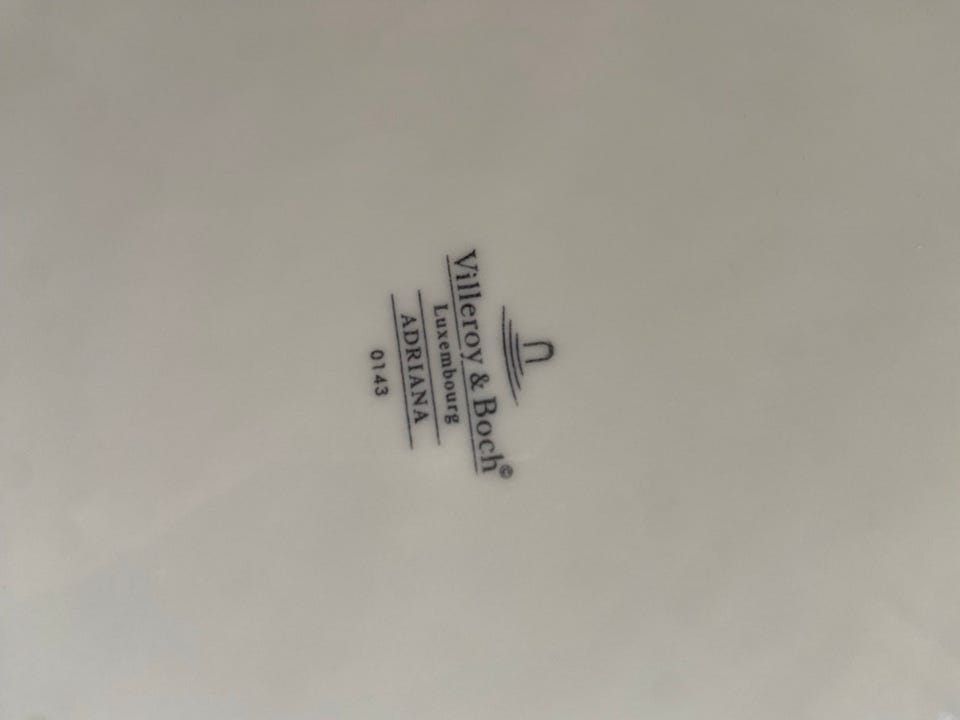 Villeroy & Boch©
Luxembourg
ADRIANA
0143